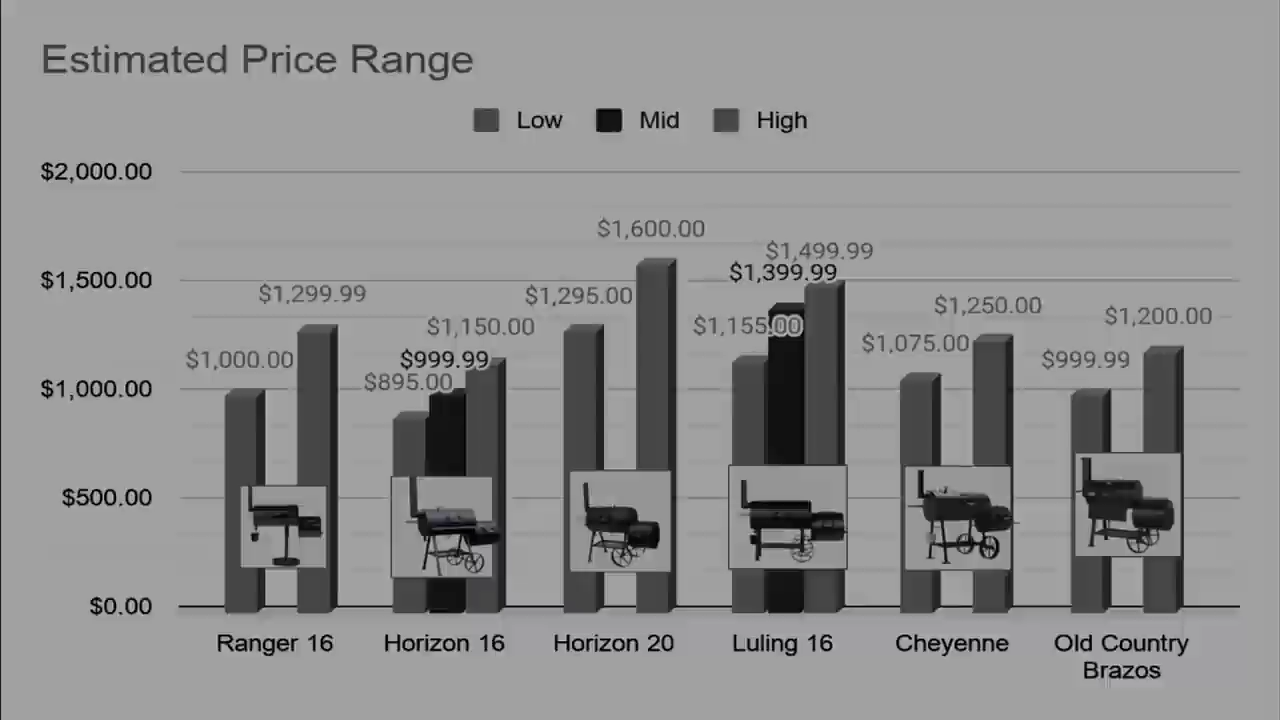 Estimated Price Range
Low Mid High
$2,000.00
$1,500.00
$1,000.00
$500.00
$0.00
$1,000.00
$1,299.99
$895.00
$999.99
$1,150.00
$1,295.00
$1,600.00
$1,155.00
$1,399.99
$1,499.99
$1,075.00
$1,250.00
$999.99
$1,200.00
Ranger 16
Horizon 16
Horizon 20
Luling 16
Cheyenne
Old Country
Brazos